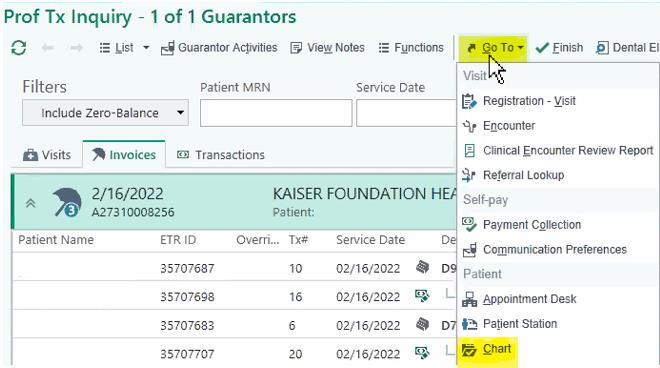 Prof Tx Inquiry - 1 of 1 Guarantors
List Guarantor Activities View Notes Functions Go To Finish Dental El
Filters Patient MRN Service Date
Include Zero-Balance
Visits Invoices Transactions
2/16/2022 KAISER FOUNDATION HEA
3
A27310008256 Patient:
Patient Name ETR ID Overri... Tx# Service Date De
35707687 10 02/16/2022 D9
35707698 16 02/16/2022
35707683 6 02/16/2022 D7
35707707 20 02/16/2022
Visit
Registration - Visit
Encounter
Clinical Encounter Review Report
Referral Lookup
Self-pay
Payment Collection
Communication Preferences
Patient
Appointment Desk
Patient Station
Chart